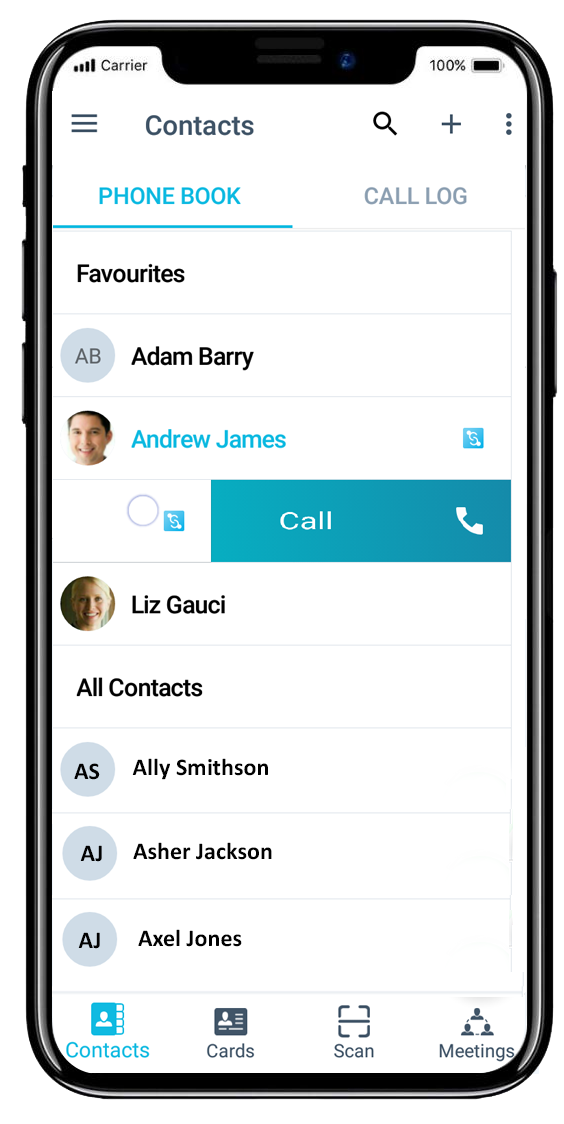 Carrier 100%
Contacts
PHONE BOOK CALL LOG
Favourites
AB Adam Barry
Andrew James
Call
Liz Gauci
All Contacts
AS Ally Smithson
AJ Asher Jackson
AJ Axel Jones
Contacts Cards Scan Meetings